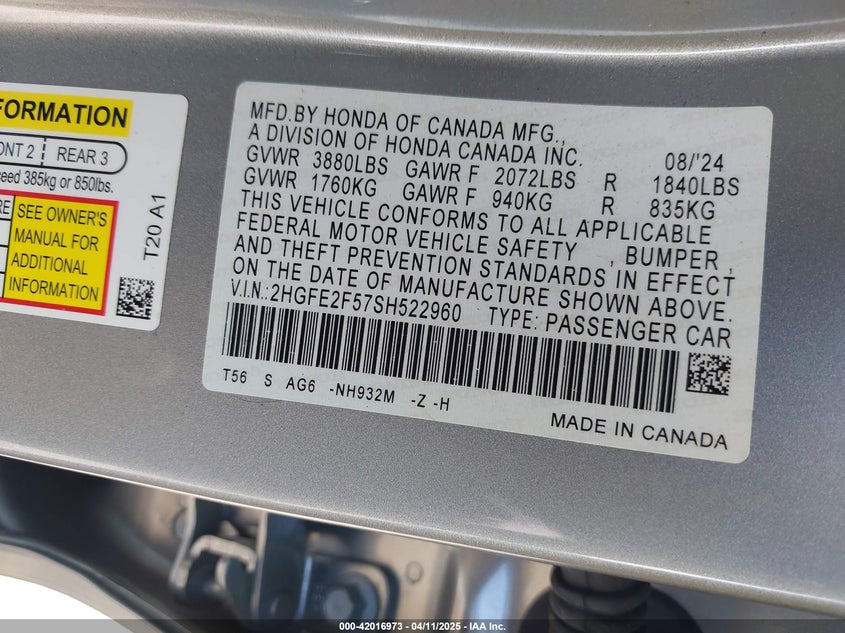 FORMATION
ONT 2 REAR 3
ceed 385kg or 850lbs.
RE
SEE OWNER'S
MANUAL FOR
ADDITIONAL
INFORMATION
T20 A1
MFD.BY HONDA OF CANADA MFG.,
A DIVISION OF HONDA CANADA INC. 08/'24
GVWR 3880LBS GAWR F 2072LBS R 1840LBS
GVWR 1760KG GAWR F 940KG R 835KG
THIS VEHICLE CONFORMS TO ALL APPLICABLE
FEDERAL MOTOR VEHICLE SAFETY , BUMPER ,
AND THEFT PREVENTION STANDARDS IN EFFECT
ON THE DATE OF MANUFACTURE SHOWN ABOVE.
V.I.N.:2HGFE2F57SH522960 TYPE: PASSENGER CAR
T56 S AG6 -NH932M -Z -H
MADE IN CANADA
000-42016973 - 04/11/2025 - IAA Inc.